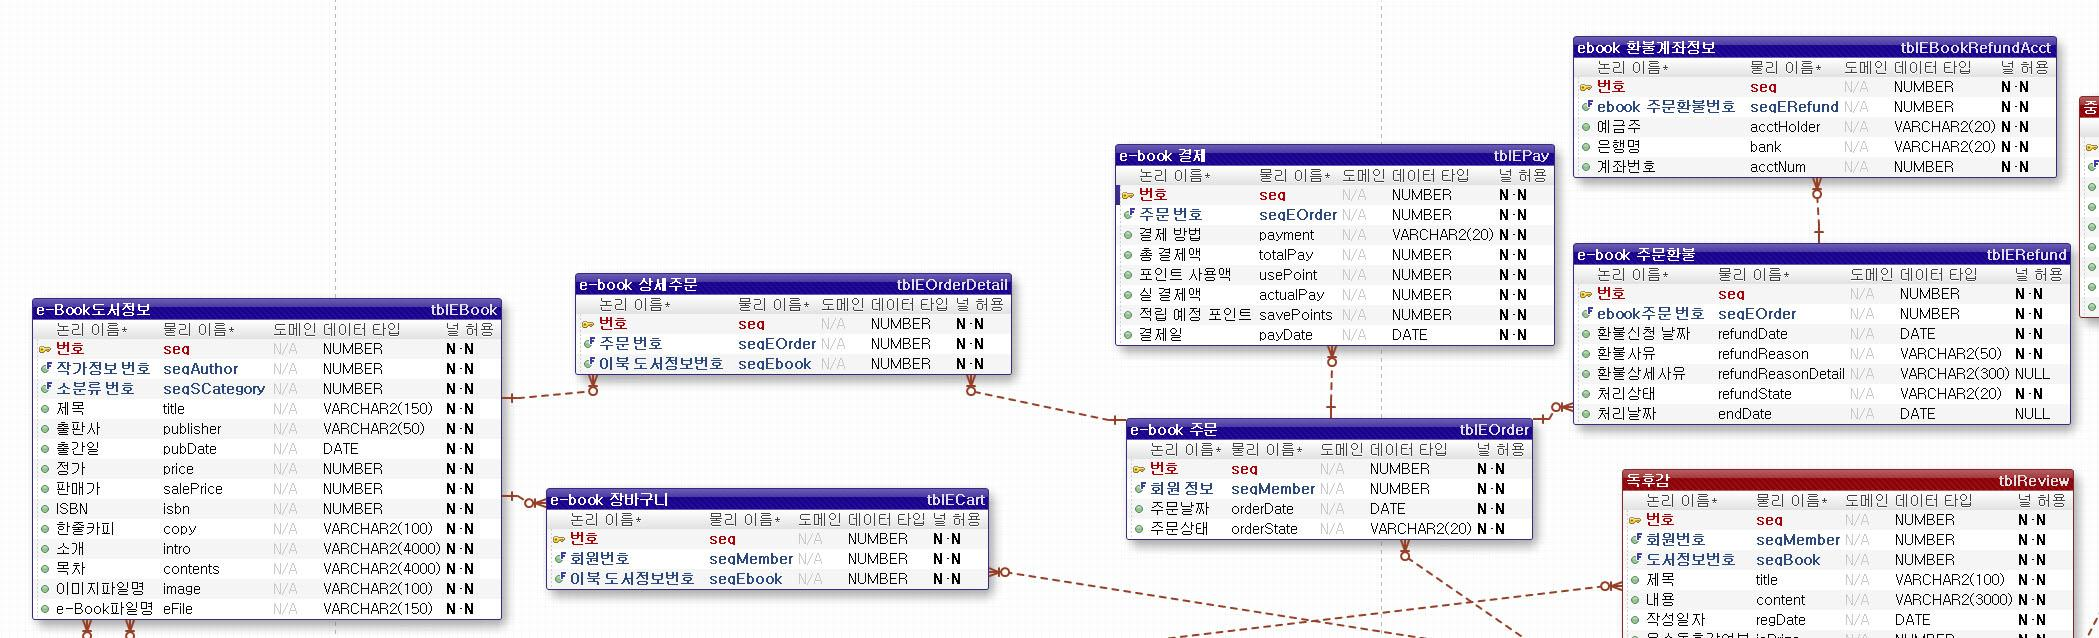 ebook 환불계좌정보 tblEBookRefundAcct
논리 이름* 물리 이름* 도메인 데이터 타입 널 허용
번호 seq N/A NUMBER N·N
ebook 주문환불번호 seqERefund N/A NUMBER N·N
예금주 acctHolder N/A VARCHAR2(20) N·N
은행명 bank N/A VARCHAR2(20) N·N
계좌번호 acctNum N/A NUMBER N·N
중
e-book 결제 tblEPay
논리 이름* 물리 이름* 도메인 데이터 타입 널 허용
번호 seq N/A NUMBER N·N
주문 번호 seqEOrder N/A NUMBER N·N
결제 방법 payment N/A VARCHAR2(20) N·N
총 결제액 totalPay N/A NUMBER N·N
포인트 사용액 usePoint N/A NUMBER N·N
실 결제액 actualPay N/A NUMBER N·N
적립 예정 포인트 savePoints N/A NUMBER N·N
결제일 payDate N/A DATE N·N
ebook 주문환불 tblERefund
논리 이름* 물리 이름* 도메인 데이터 타입 널 허용
번호 seq N/A NUMBER N·N
ebook주문 번호 seqEOrder N/A NUMBER N·N
환불신청 날짜 refundDate N/A DATE N·N
환불사유 refundReason N/A VARCHAR2(50) N·N
환불상세사유 refundReasonDetail N/A VARCHAR2(300) NULL
처리상태 refundState N/A VARCHAR2(20) N·N
처리날짜 endDate N/A DATE NULL
e-book 상세주문 tblEOrderDetail
논리 이름* 물리 이름* 도메인 데이터 타입 널 허용
번호 seq N/A NUMBER N·N
주문 번호 seqEOrder N/A NUMBER N·N
이북 도서정보번호 seqEbook N/A NUMBER N·N
e-Book도서정보 tblEBook
논리 이름* 물리 이름* 도메인 데이터 타입 널 허용
번호 seq N/A NUMBER N·N
작가정보 번호 seqAuthor N/A NUMBER N·N
소분류 번호 seqSCategory N/A NUMBER N·N
제목 title N/A VARCHAR2(150) N·N
출판사 publisher N/A VARCHAR2(50) N·N
출간일 pubDate N/A DATE N·N
정가 price N/A NUMBER N·N
판매가 salePrice N/A NUMBER N·N
ISBN isbn N/A NUMBER N·N
한줄카피 copy N/A VARCHAR2(100) N·N
소개 intro N/A VARCHAR2(4000) N·N
목차 contents N/A VARCHAR2(4000) N·N
이미지파일명 image N/A VARCHAR2(100) N·N
e-Book파일명 eFile N/A VARCHAR2(150) N·N
e-book 주문 tblEOrder
논리 이름* 물리 이름* 도메인 데이터 타입 널 허용
번호 seq N/A NUMBER N·N
회원 정보 seqMember N/A NUMBER N·N
주문날짜 orderDate N/A DATE N·N
주문상태 orderState N/A VARCHAR2(20) N·N
e-book 장바구니 tblECart
논리 이름* 물리 이름* 도메인 데이터 타입 널 허용
번호 seq N/A NUMBER N·N
회원번호 seqMember N/A NUMBER N·N
이북 도서정보번호 seqEbook N/A NUMBER N·N
독후감 tblReview
논리 이름* 물리 이름* 도메인 데이터 타입 널 허용
번호 seq N/A NUMBER N·N
회원번호 seqMember N/A NUMBER N·N
도서정보번호 seqBook N/A NUMBER N·N
제목 title N/A VARCHAR2(100) N·N
내용 content N/A VARCHAR2(3000) N·N
작성일자 regDate N/A DATE N·N